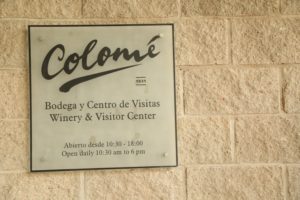 Colomé
1831
Bodega y Centro de Visitas
Winery & Visitor Center
Abierto desde 10:30 - 18:00
Open daily 10:30 am to 6 pm